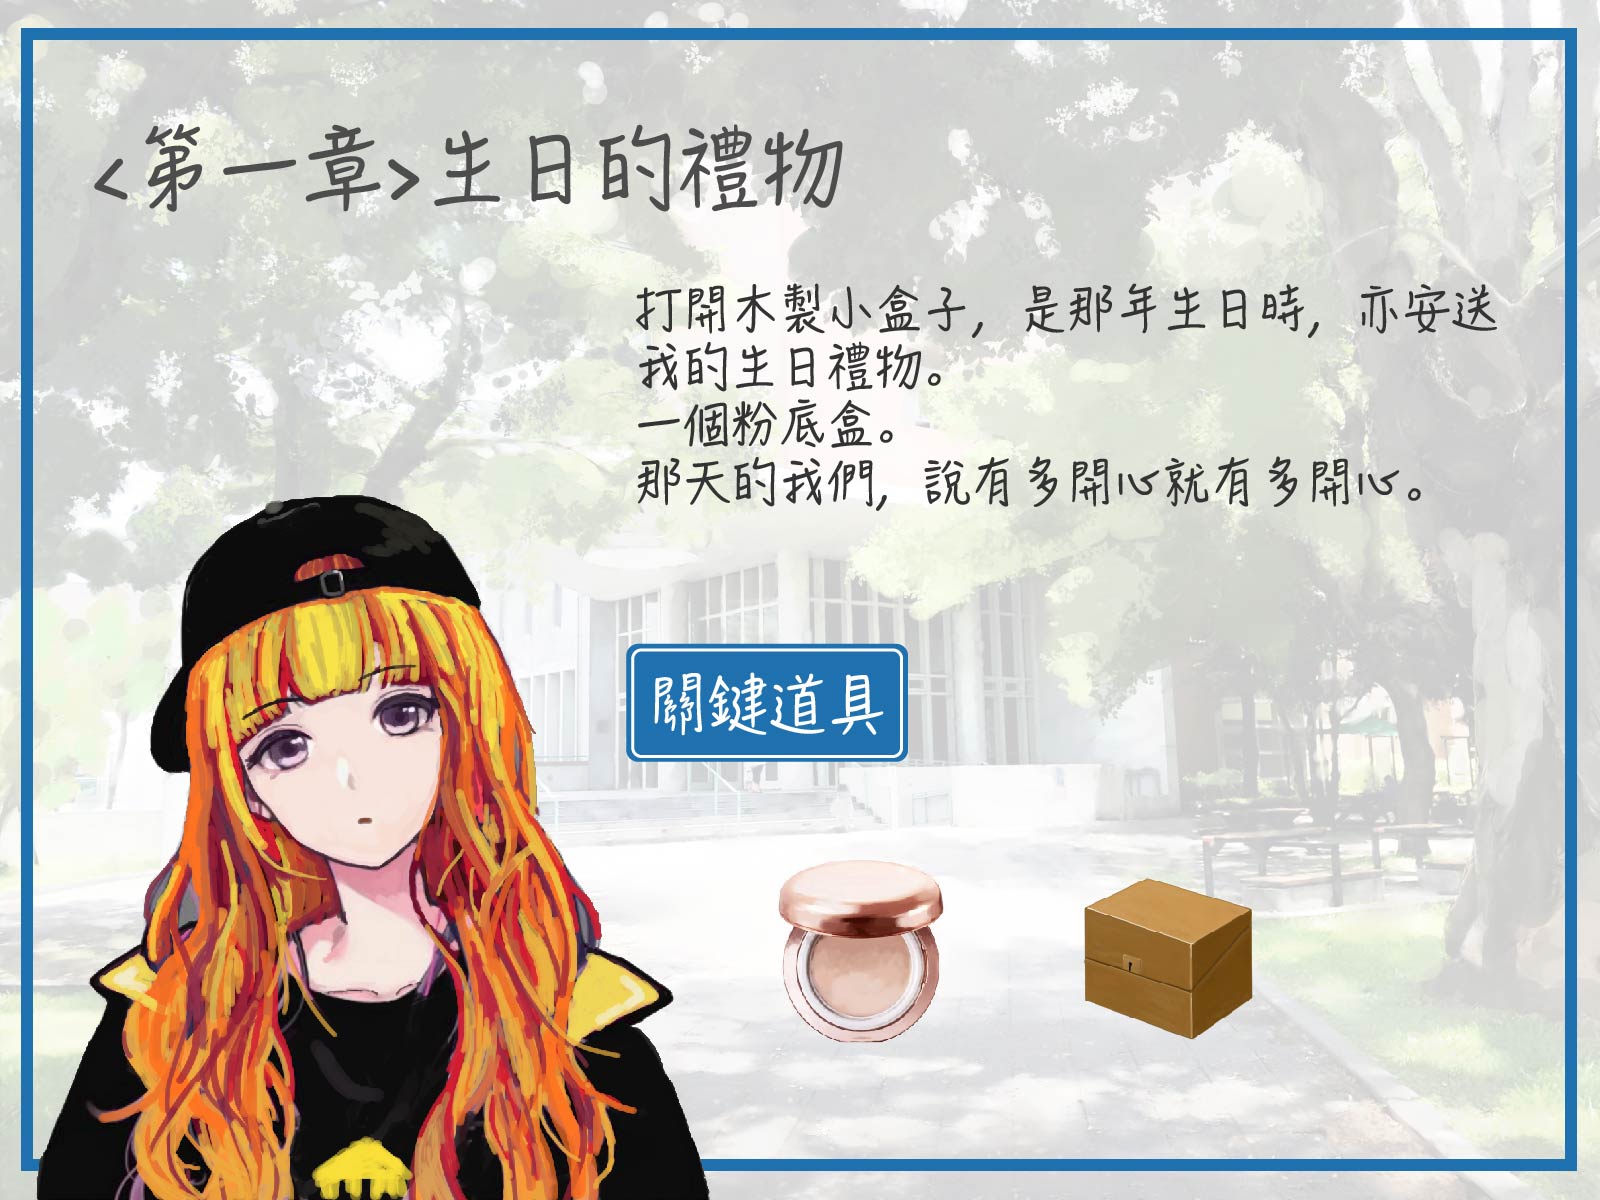 <第一章>生日的禮物
打開木製小盒子，是那年生日時，亦安送
我的生日禮物。
一個粉底盒。
那天的我們，說有多開心就有多開心。
關鍵道具